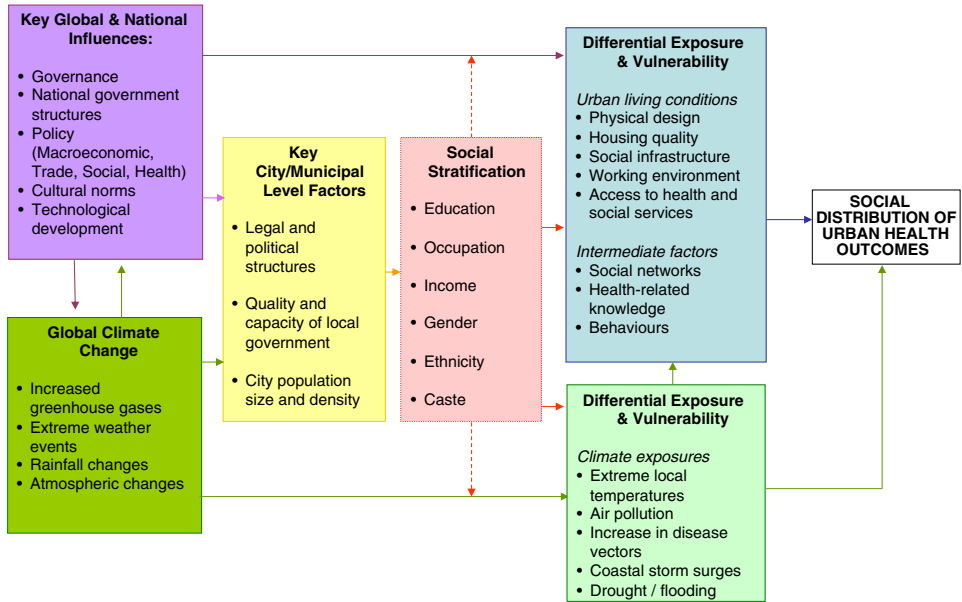 Key Global & National
Influences:
• Governance
• National government
structures
• Policy
(Macroeconomic,
Trade, Social, Health)
• Cultural norms
• Technological
development
Global Climate
Change
• Increased
greenhouse gases
• Extreme weather
events
• Rainfall changes
• Atmospheric changes
Key
City/Municipal
Level Factors
• Legal and
political
structures
• Quality and
capacity of local
government
• City population
size and density
Social
Stratification
• Education
• Occupation
• Income
• Gender
• Ethnicity
• Caste
Differential Exposure
& Vulnerability
Urban living conditions
• Physical design
• Housing quality
• Social infrastructure
• Working environment
• Access to health and
social services
Intermediate factors
• Social networks
• Health-related
knowledge
• Behaviours
Differential Exposure
& Vulnerability
Climate exposures
• Extreme local
temperatures
• Air pollution
• Increase in disease
vectors
• Coastal storm surges
• Drought / flooding
SOCIAL
DISTRIBUTION OF
URBAN HEALTH
OUTCOMES